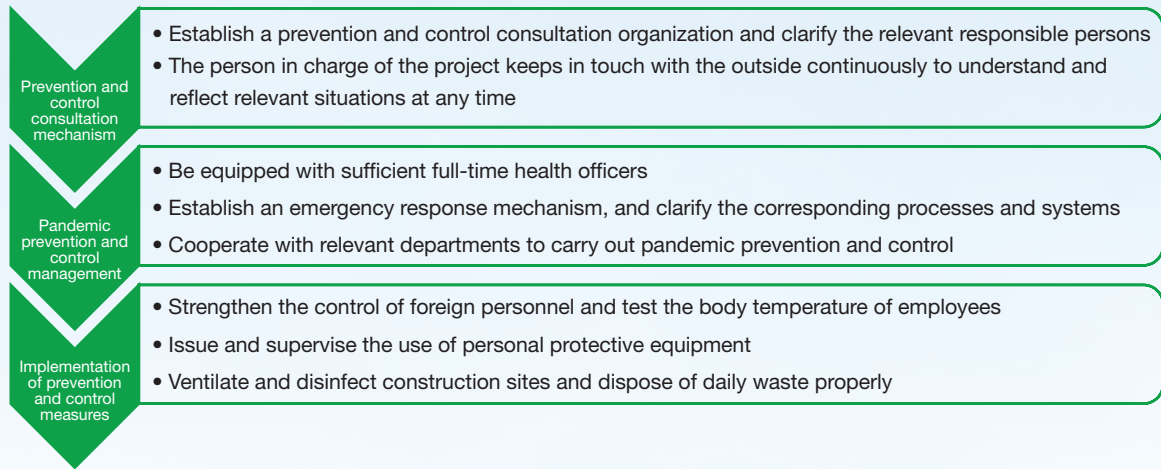 Prevention and
control
consultation
mechanism
• Establish a prevention and control consultation organization and clarify the relevant responsible persons
• The person in charge of the project keeps in touch with the outside continuously to understand and
reflect relevant situations at any time
Pandemic
prevention and
control
management
• Be equipped with sufficient full-time health officers
• Establish an emergency response mechanism, and clarify the corresponding processes and systems
• Cooperate with relevant departments to carry out pandemic prevention and control
Implementation
of prevention
and control
measures
• Strengthen the control of foreign personnel and test the body temperature of employees
• Issue and supervise the use of personal protective equipment
• Ventilate and disinfect construction sites and dispose of daily waste properly